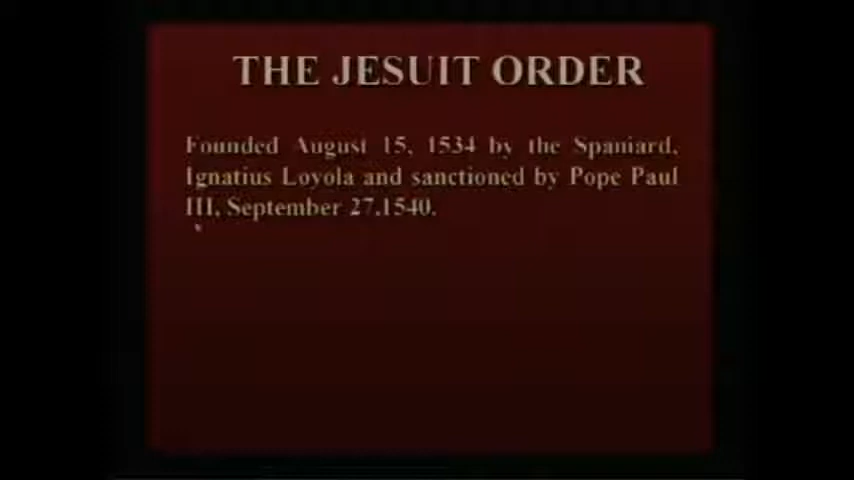 THE JESUIT ORDER
Founded August 15, 1534 by the Spaniard,
Ignatius Loyola and sanctioned by Pope Paul
III, September 27,1540.